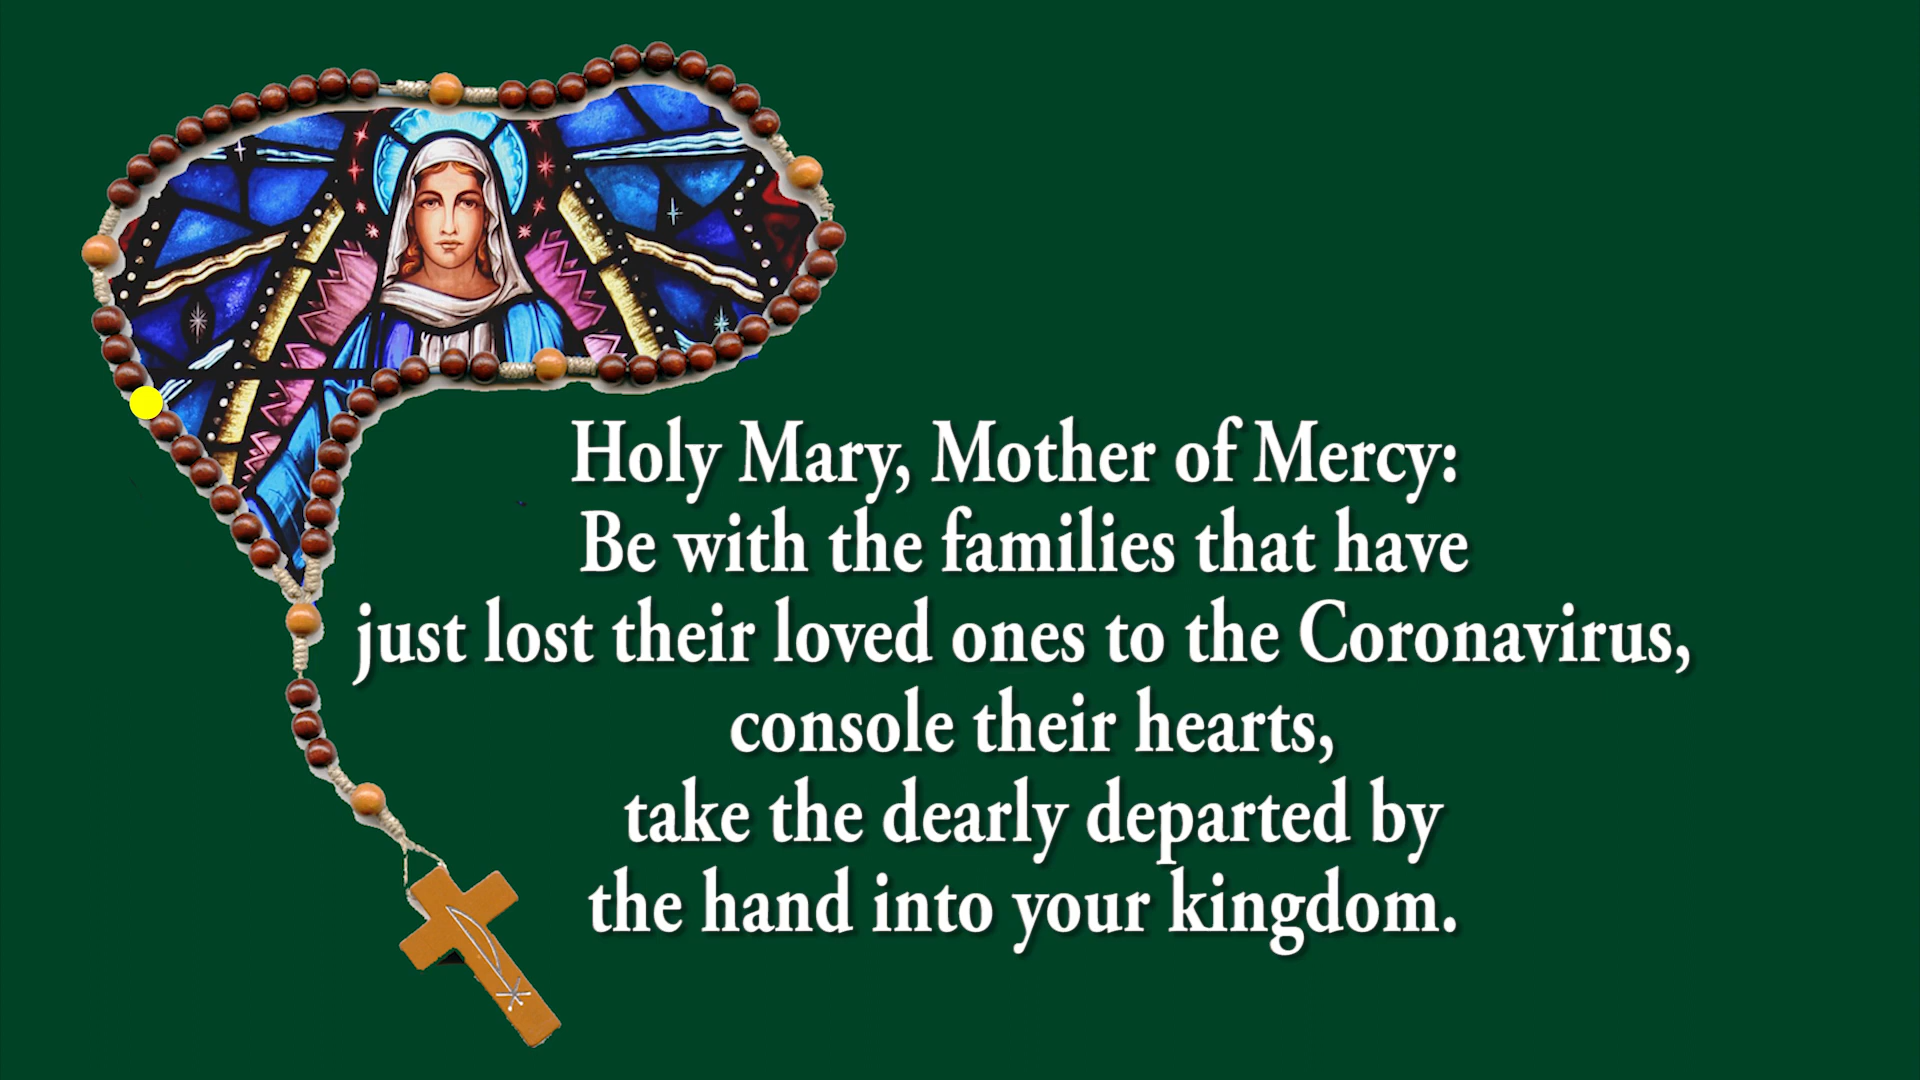 Holy Mary, Mother of Mercy:
Be with the families that have
just lost their loved ones to the Coronavirus,
console their hearts,
take the dearly departed by
the hand into your kingdom.